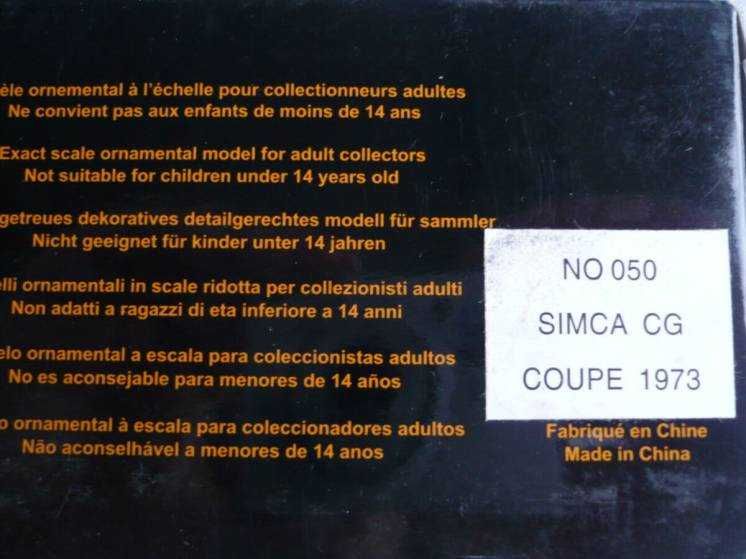 èle ornemental à l'échelle pour collectionneurs adultes
Ne convient pas aux enfants de moins de 14 ans
Exact scale ornamental model for adult collectors
Not suitable for children under 14 years old
getreues dekoratives detailgerechtes modell für sammler
Nicht geeignet für kinder unter 14 jahren
elli ornamentali in scale ridotta per collezionisti adulti
Non adatti a ragazzi di eta inferiore a 14 anni
elo ornamental a escala para coleccionistas adultos
No es aconsejable para menores de 14 años
o ornamental à escala para coleccionadores adultos
Não aconselhável a menores de 14 anos
NO 050
SIMCA CG
COUPE 1973
Fabriqué en Chine
Made in China